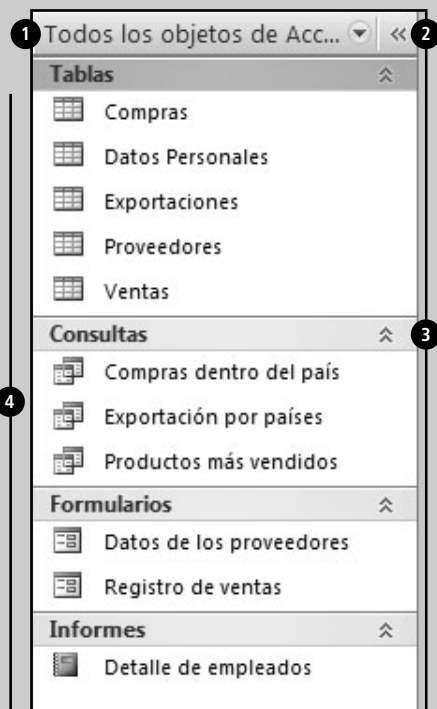 1 Todos los objetos de Acc... « 2
Tablas
Compras
Datos Personales
Exportaciones
Proveedores
Ventas
Consultas 3
Compras dentro del país
4 Exportación por países
Productos más vendidos
Formularios
Datos de los proveedores
Registro de ventas
Informes
Detalle de empleados